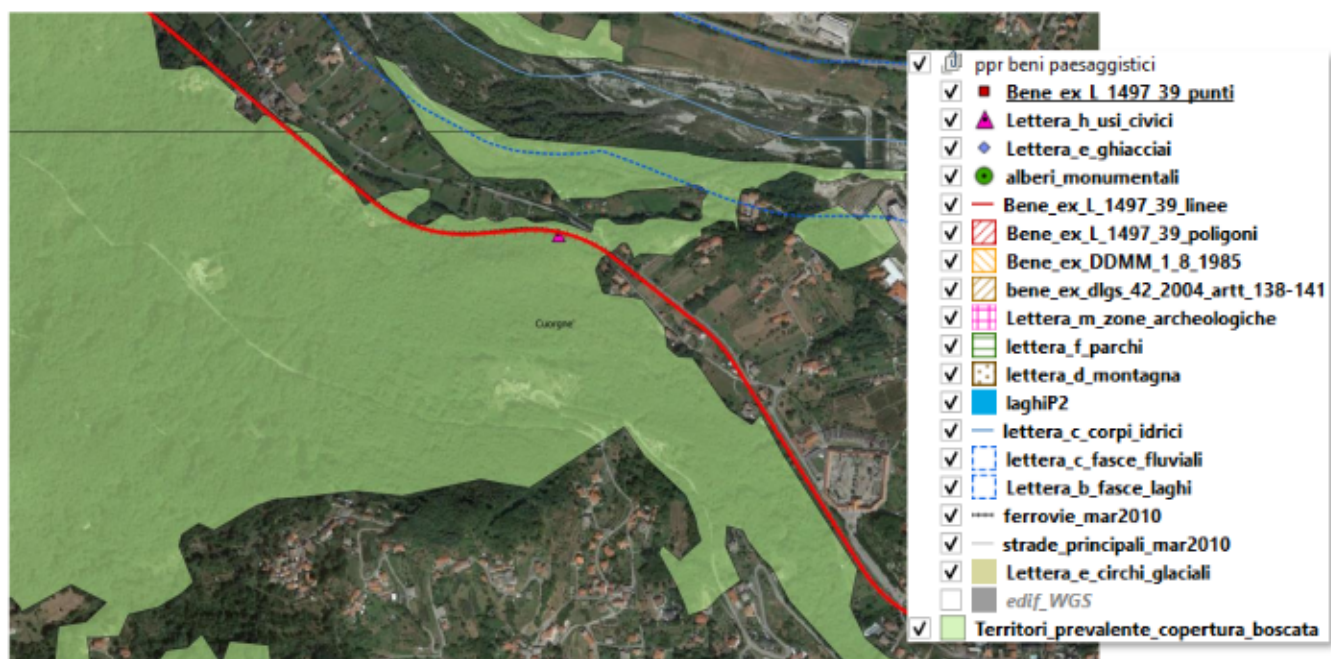 ppr beni paesaggistici
Bene_ex_L_1497_39_punti
Lettera_h_usi_civici
Lettera_e_ghiacciai
alberi_monumentali
Bene_ex_L_1497_39_linee
Bene_ex_L_1497_39_poligoni
Bene_ex_DDMM_1_8_1985
bene_ex_dlgs_42_2004_artt_138-141
Lettera_m_zone_archeologiche
lettera_f_parchi
lettera_d_montagna
laghiP2
lettera_c_corpi_idrici
lettera_c_fasce_fluviali
Lettera_b_fasce_laghi
ferrovie_mar2010
strade_principali_mar2010
Lettera_e_circhi_glaciali
edif_WGS
Territori_prevalente_copertura_boscata
Cuorgne'